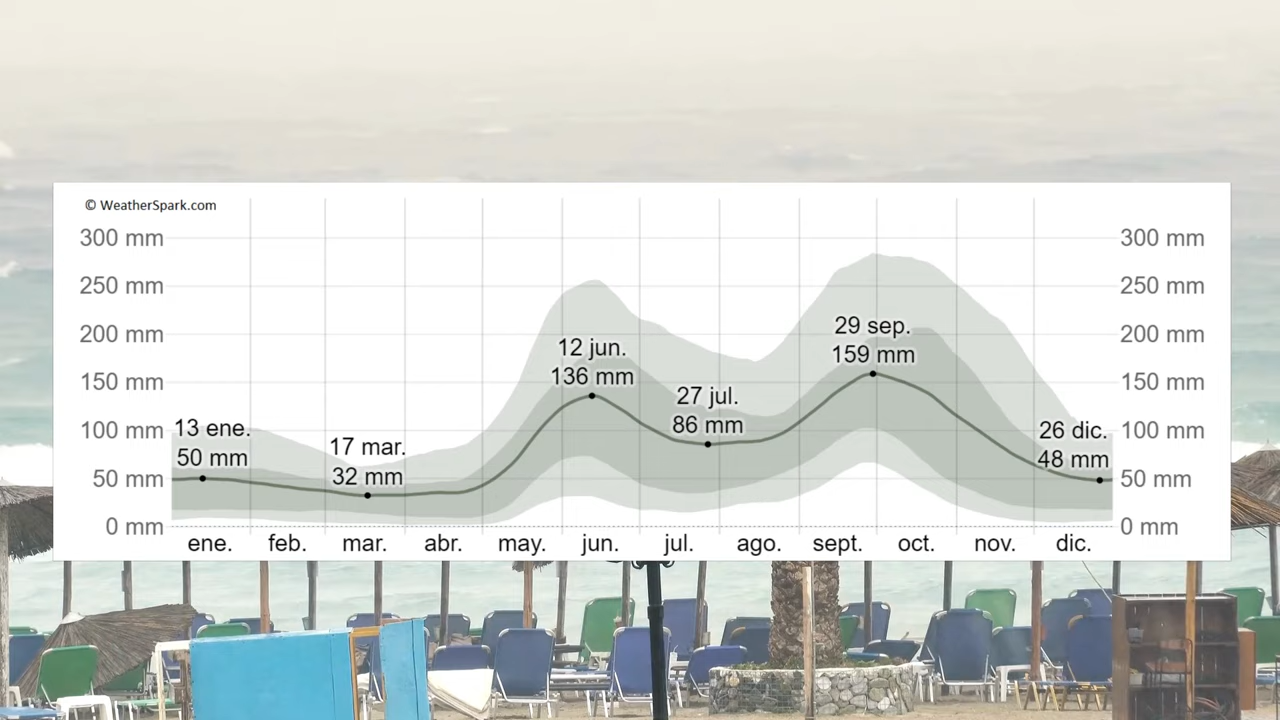 © WeatherSpark.com
300 mm 300 mm
250 mm 250 mm
200 mm 200 mm
150 mm 150 mm
100 mm 100 mm
50 mm 50 mm
0 mm 0 mm
13 ene.
50 mm
17 mar.
32 mm
12 jun.
136 mm
27 jul.
86 mm
29 sep.
159 mm
26 dic.
48 mm
ene. feb. mar. abr. may. jun. jul. ago. sept. oct. nov. dic.